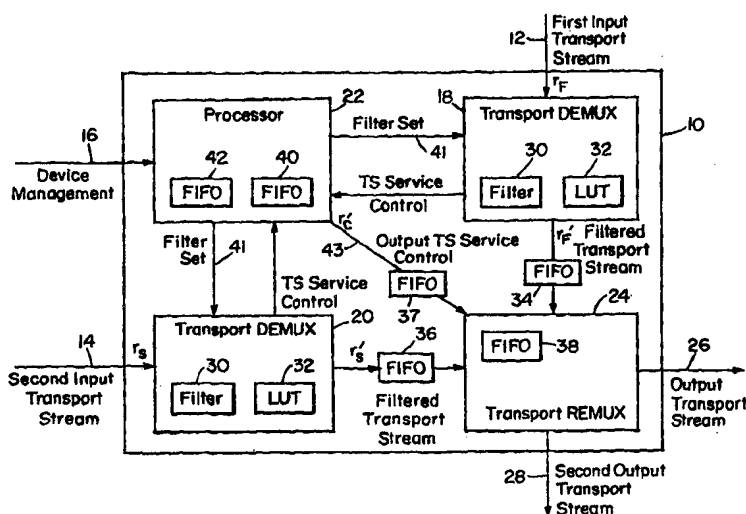 12
First Input
Transport
Stream
rF
22
18
10
Processor
Transport DEMUX
16
Device
Management
42
FIFO
40
FIFO
Filter Set
41
TS Service
Control
30
Filter
32
LUT
Filter
Set
41
TS Service
Control
r'C
43
Output TS Service
Control
FIFO
37
rF'
Filtered
Transport
Stream
FIFO
34
24
14
rS
Second Input
Transport
Stream
Transport DEMUX
20
30
Filter
32
LUT
rS'
36
FIFO
Filtered
Transport
Stream
FIFO
38
Transport REMUX
26
Output
Transport
Stream
28
Second Output
Transport
Stream